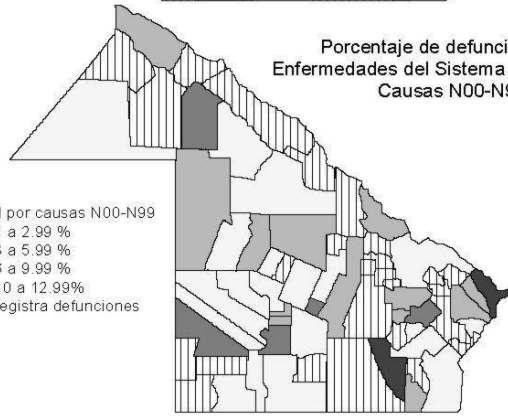 Porcentaje de defunci
Enfermedades del Sistema
Causas N00-N9
por causas N00-N99
a 2.99 %
a 5.99 %
a 9.99 %
0 a 12.99%
egistra defunciones